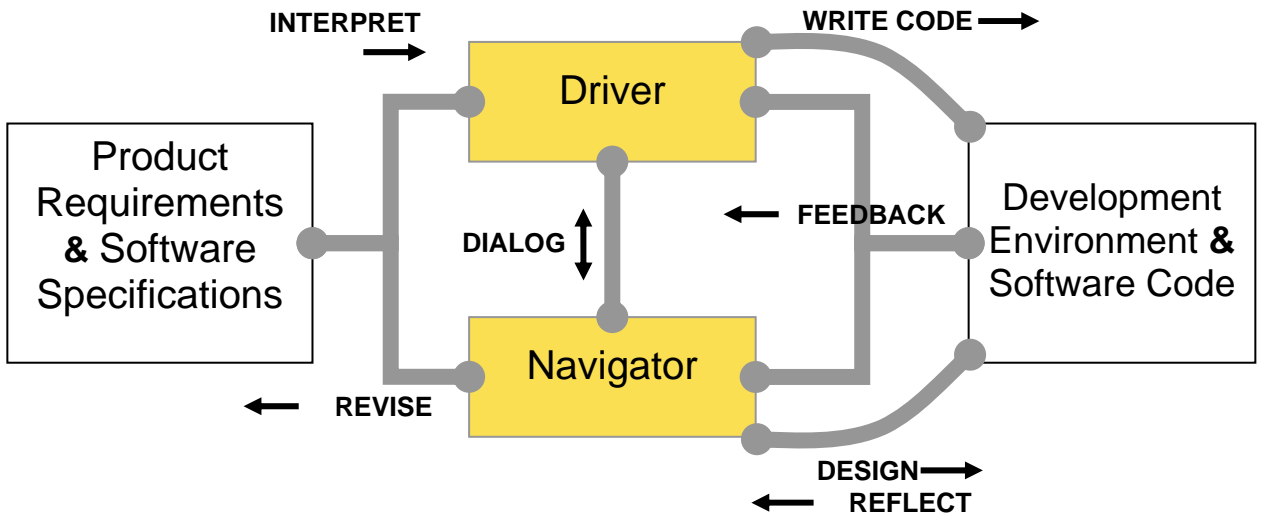 INTERPRET
WRITE CODE
Driver
Product
Requirements
& Software
Specifications
DIALOG
FEEDBACK
Development
Environment &
Software Code
Navigator
REVISE
DESIGN
REFLECT